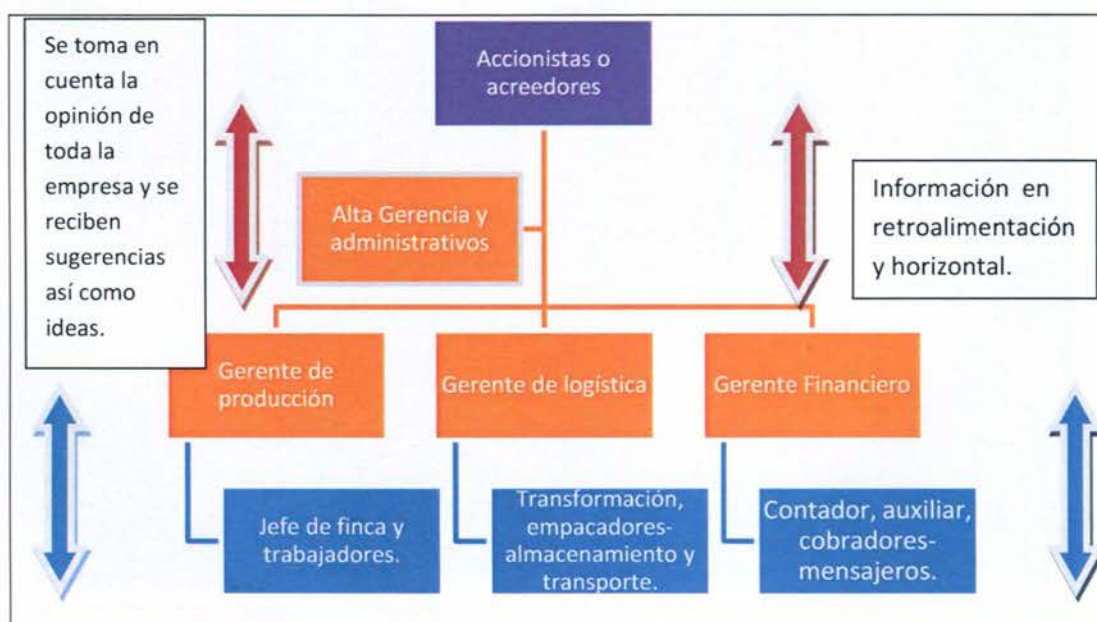 Se toma en
cuenta la
opinión de
toda la
empresa y se
reciben
sugerencias
así como
ideas.
Accionistas o
acreedores
Alta Gerencia y
administrativos
Información en
retroalimentación
y horizontal.
Gerente de
producción
Gerente de logística
Gerente Financiero
Jefe de finca y
trabajadores.
Transformación,
empacadores-
almacenamiento y
transporte.
Contador, auxiliar,
cobradores-
mensajeros.